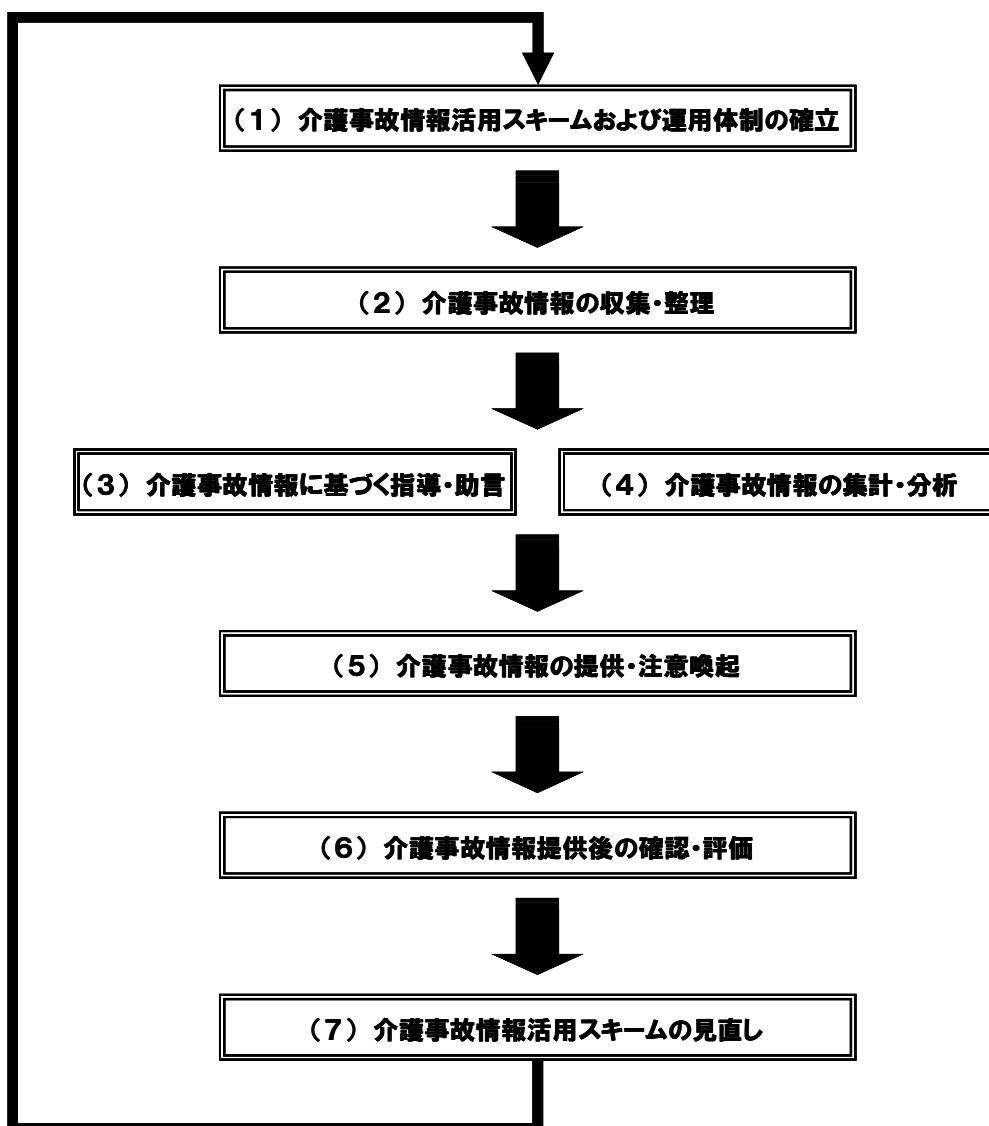 （1）介護事故情報活用スキームおよび運用体制の確立
（2）介護事故情報の収集・整理
（3）介護事故情報に基づく指導・助言
（4）介護事故情報の集計・分析
（5）介護事故情報の提供・注意喚起
（6）介護事故情報提供後の確認・評価
（7）介護事故情報活用スキームの見直し